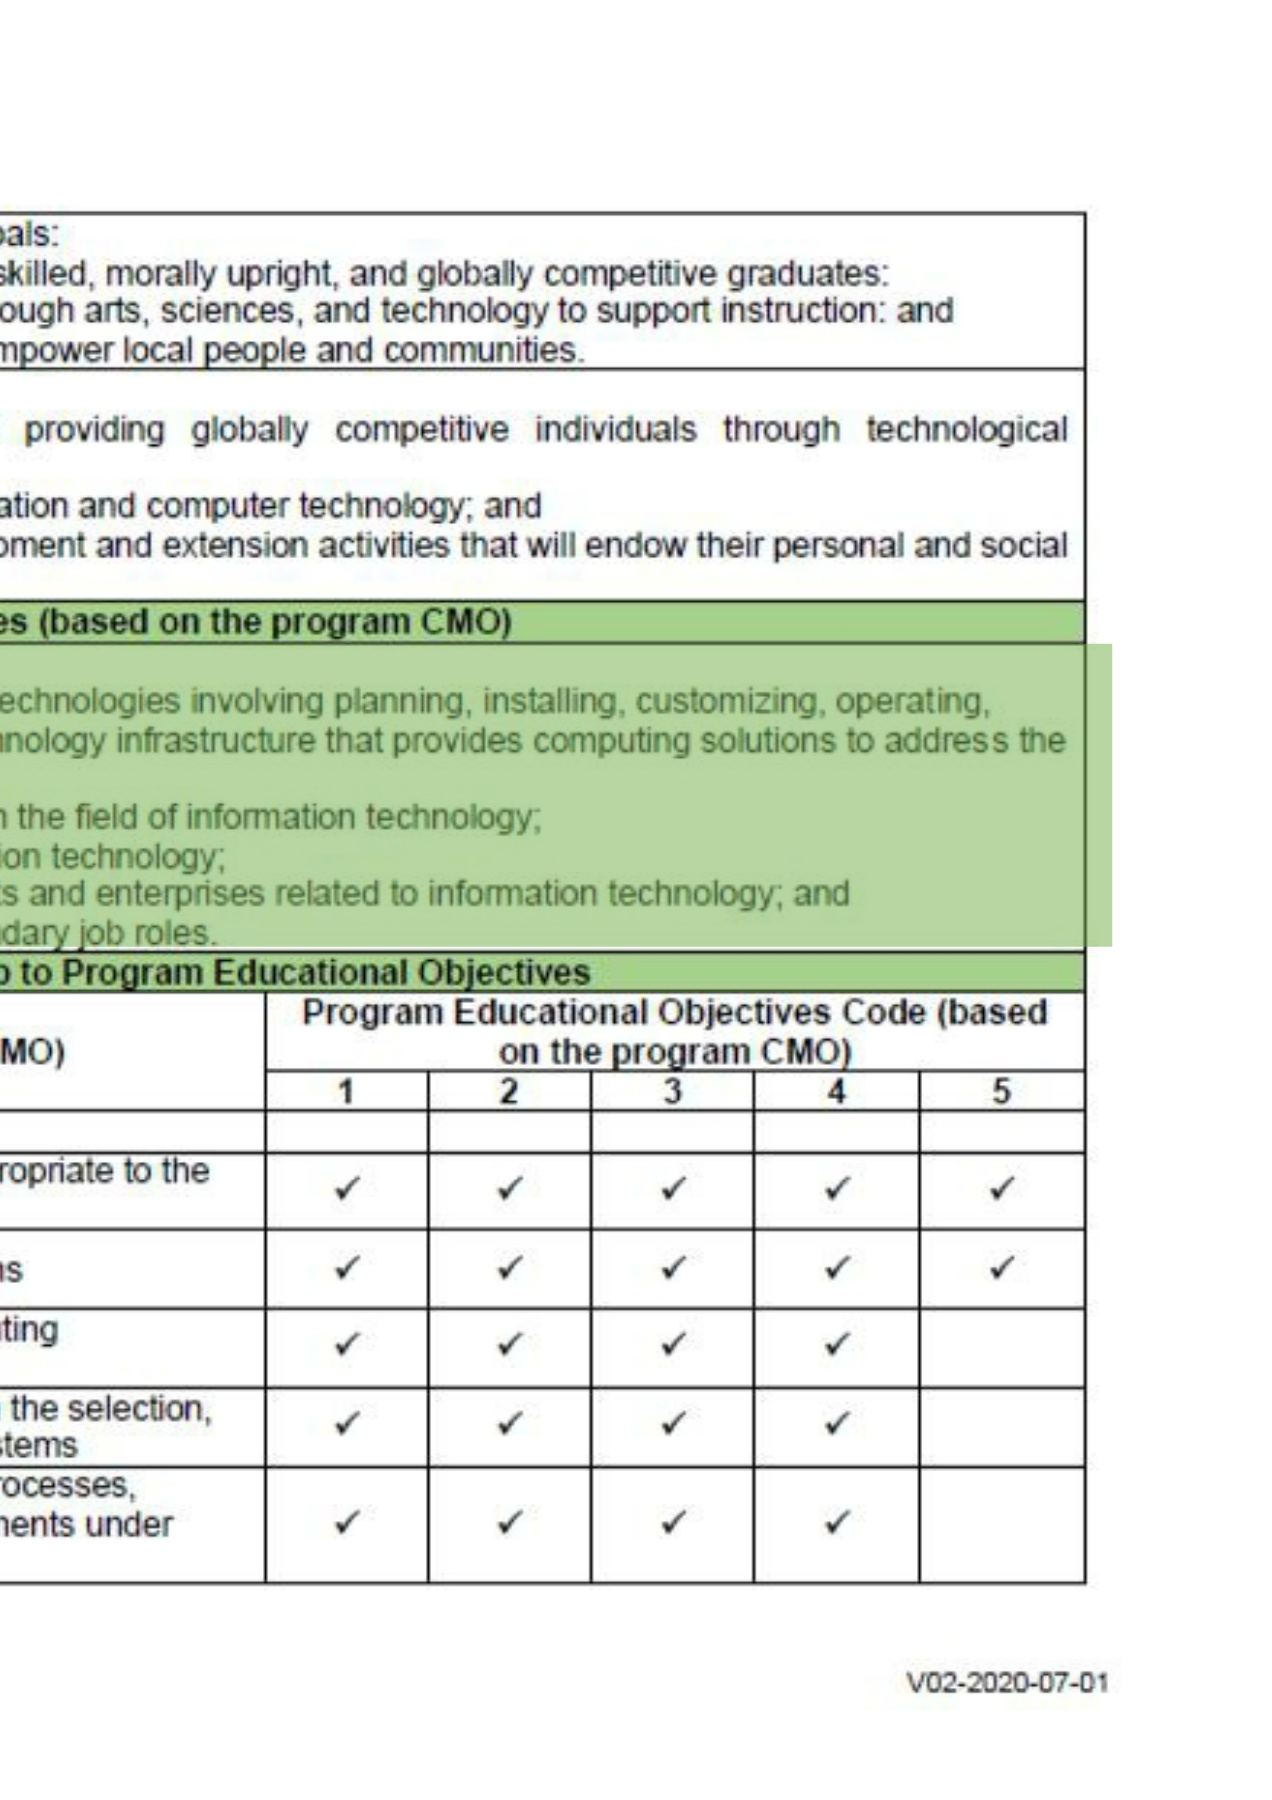 als:
skilled, morally upright, and globally competitive graduates:
ough arts, sciences, and technology to support instruction: and
mpower local people and communities.
providing globally competitive individuals through technological
ation and computer technology; and
pment and extension activities that will endow their personal and social
es (based on the program CMO)
echnologies involving planning, installing, customizing, operating,
nnology infrastructure that provides computing solutions to address the
n the field of information technology;
ion technology;
ts and enterprises related to information technology; and
ndary job roles.
p to Program Educational Objectives
Program Educational Objectives Code (based
MO) on the program CMO)
1 2 3 4 5
ropriate to the
✓ ✓ ✓ ✓ ✓
ns ✓ ✓ ✓ ✓ ✓
ting
✓ ✓ ✓ ✓
the selection,
✓ ✓ ✓ ✓
stems
rocesses,
nents under ✓ ✓ ✓ ✓
V02-2020-07-01